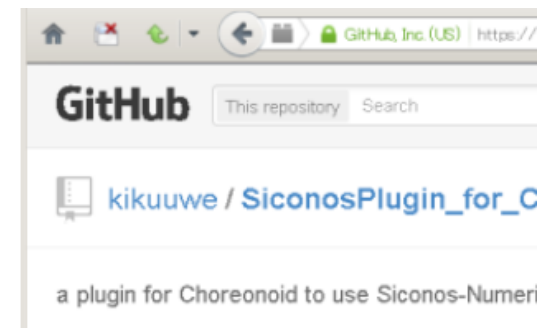 GitHub, Inc. (US) https://
GitHub This repository Search
kikuuwe / SiconosPlugin_for_C
a plugin for Choreonoid to use Siconos-Numeri